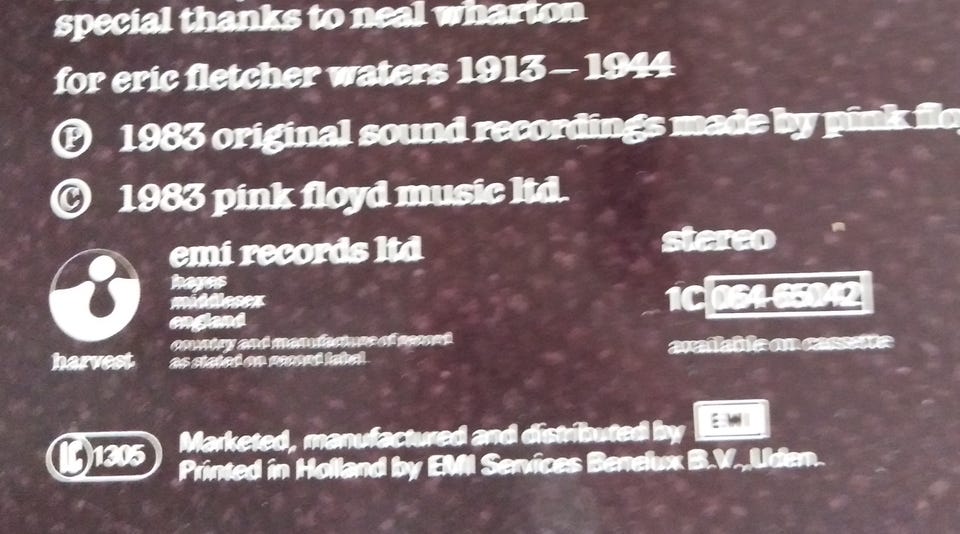 special thanks to neal wharton
for eric fletcher waters 1913 – 1944
Ⓟ 1983 original sound recordings made by pink flo
© 1983 pink floyd music ltd.
emi records ltd
hayes
middlesex
england
country and manufacture of record
as stated on record label.
harvest
stereo
1C 064-65042
available on cassette
EMI
LC 1305
Marketed, manufactured and distributed by
Printed in Holland by EMI Services Benelux B.V., Uden.